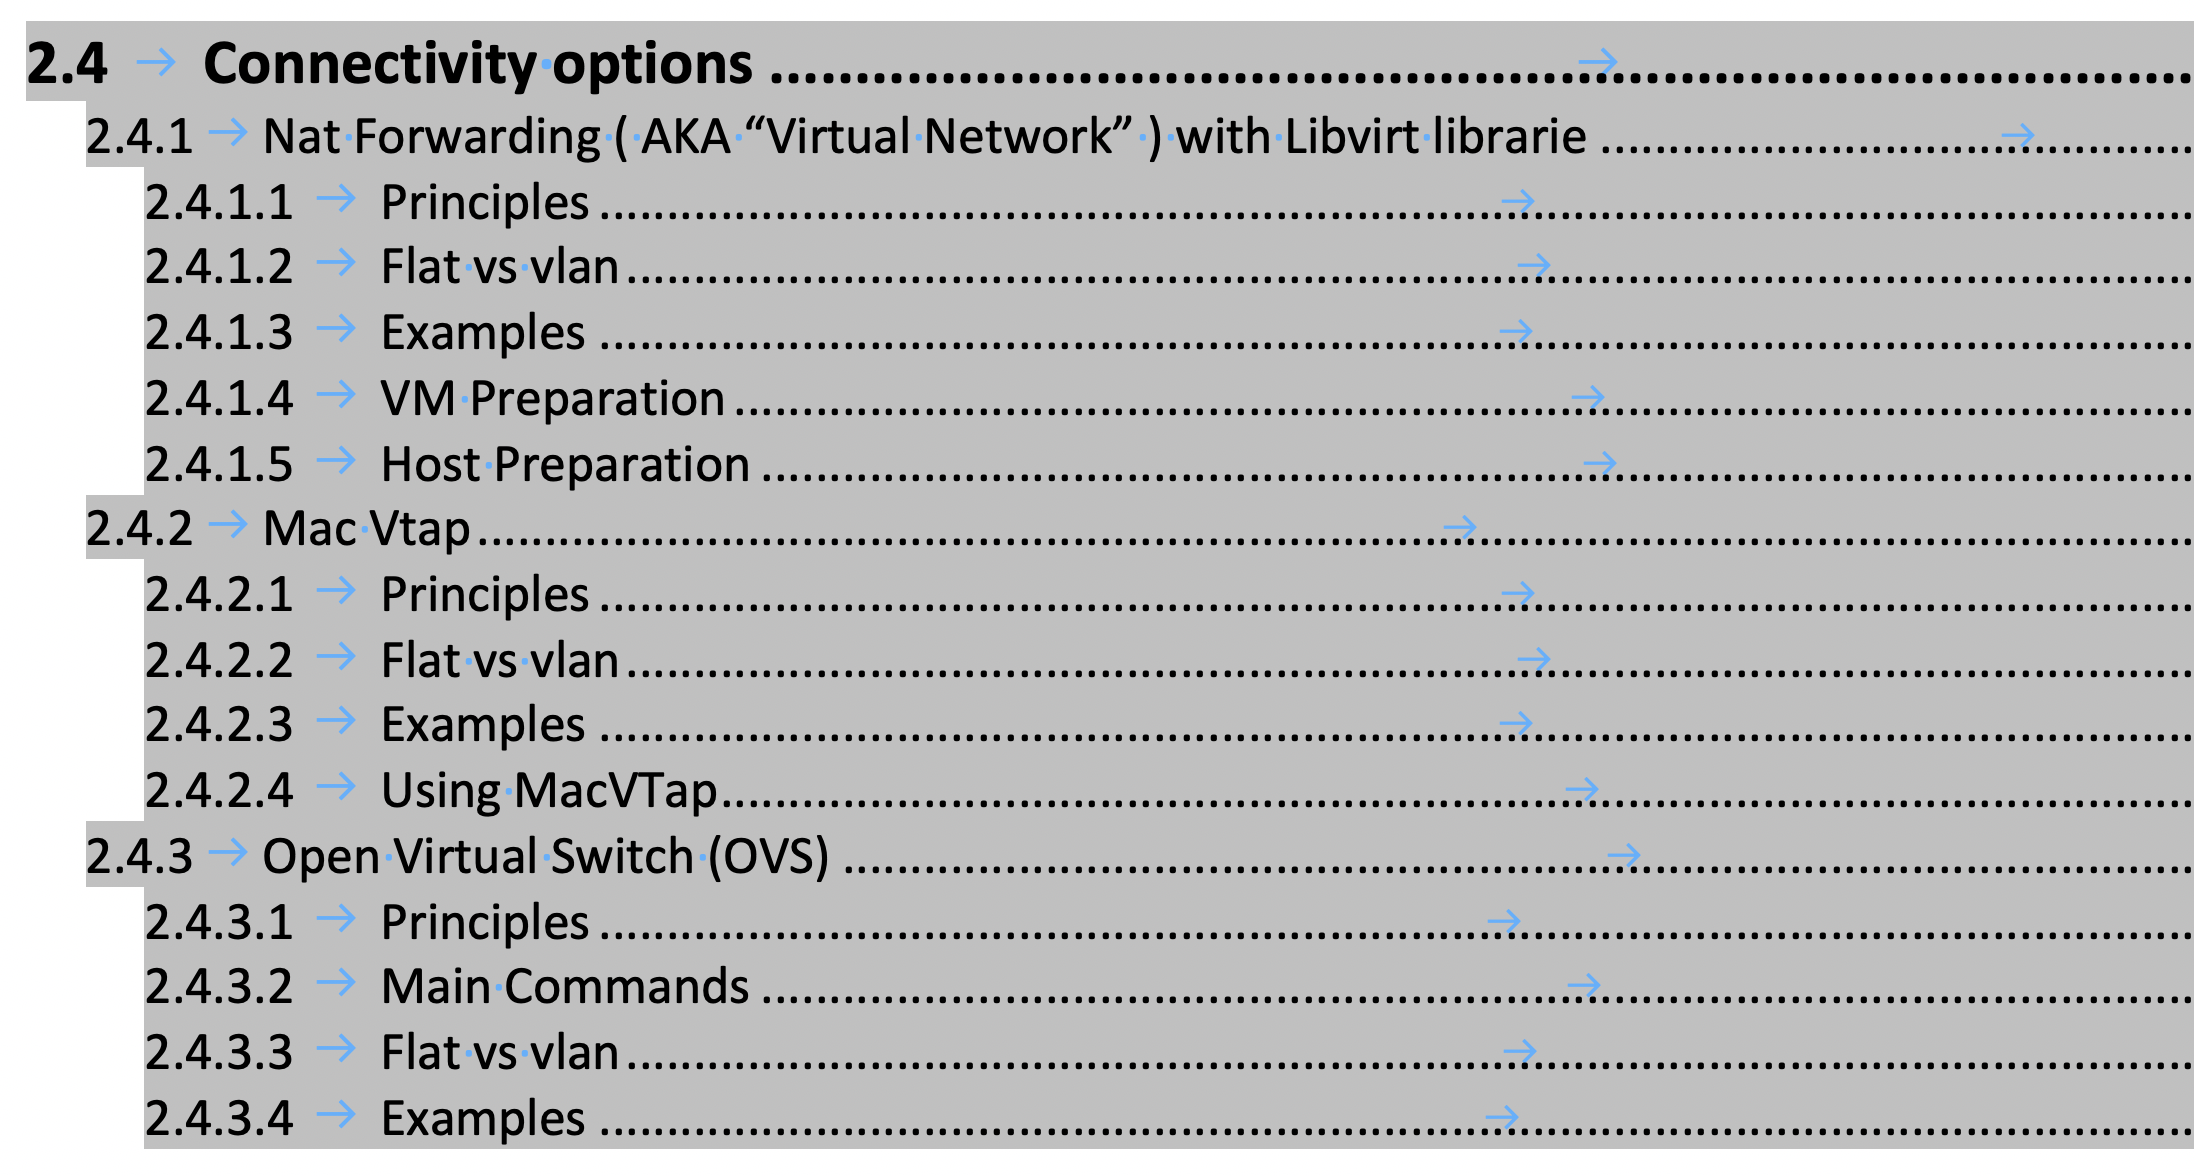 2.4 → Connectivity options ...............→...............
2.4.1 → Nat Forwarding ( AKA “Virtual Network” ) with Libvirt librarie ...............→...............
2.4.1.1 → Principles ...............→...............
2.4.1.2 → Flat vs vlan ...............→...............
2.4.1.3 → Examples ...............→...............
2.4.1.4 → VM Preparation ...............→...............
2.4.1.5 → Host Preparation ...............→...............
2.4.2 → Mac Vtap ...............→...............
2.4.2.1 → Principles ...............→...............
2.4.2.2 → Flat vs vlan ...............→...............
2.4.2.3 → Examples ...............→...............
2.4.2.4 → Using MacVTap ...............→...............
2.4.3 → Open Virtual Switch (OVS) ...............→...............
2.4.3.1 → Principles ...............→...............
2.4.3.2 → Main Commands ...............→...............
2.4.3.3 → Flat vs vlan ...............→...............
2.4.3.4 → Examples ...............→...............